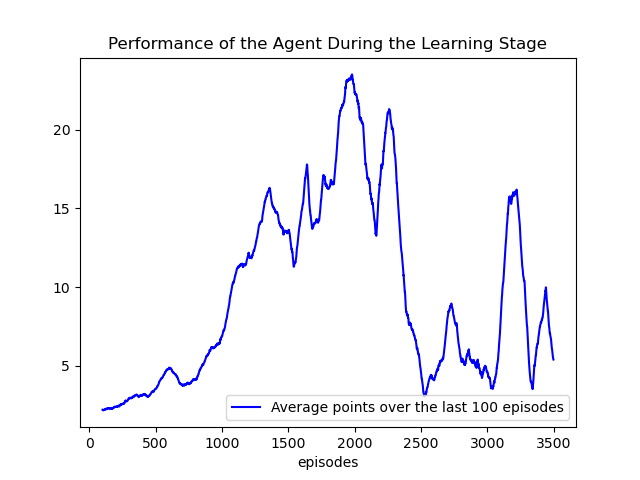 Performance of the Agent During the Learning Stage
20
15
10
5
Average points over the last 100 episodes
0 500 1000 1500 2000 2500 3000 3500
episodes